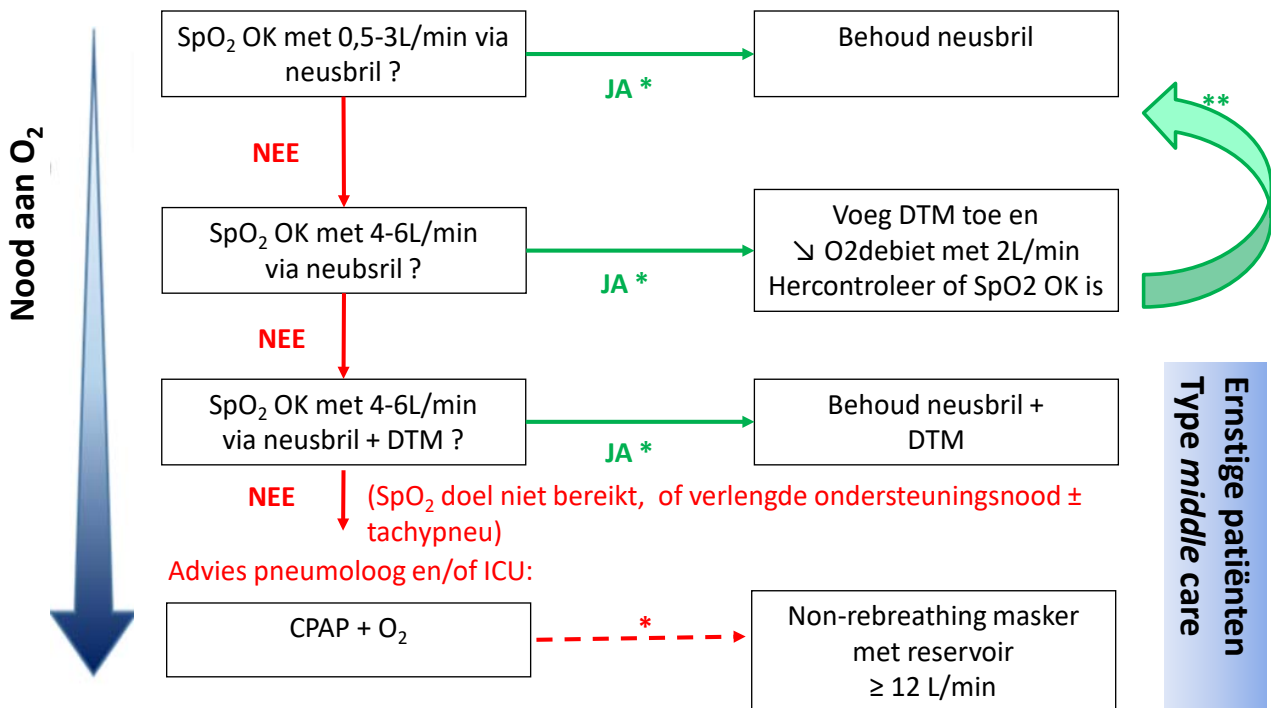 Nood aan O₂
SpO₂ OK met 0,5-3L/min via
neusbril ?
JA *
Behoud neusbril
**
NEE
SpO₂ OK met 4-6L/min
via neubsril ?
JA *
Voeg DTM toe en
↘ O2debiet met 2L/min
Hercontroleer of SpO2 OK is
NEE
SpO₂ OK met 4-6L/min
via neusbril + DTM ?
JA *
Behoud neusbril +
DTM
NEE
(SpO₂ doel niet bereikt, of verlengde ondersteuningsnood ±
tachypneu)
Advies pneumoloog en/of ICU:
CPAP + O₂
*
Non-rebreathing masker
met reservoir
≥ 12 L/min
Ernstige patiënten
Type middle care